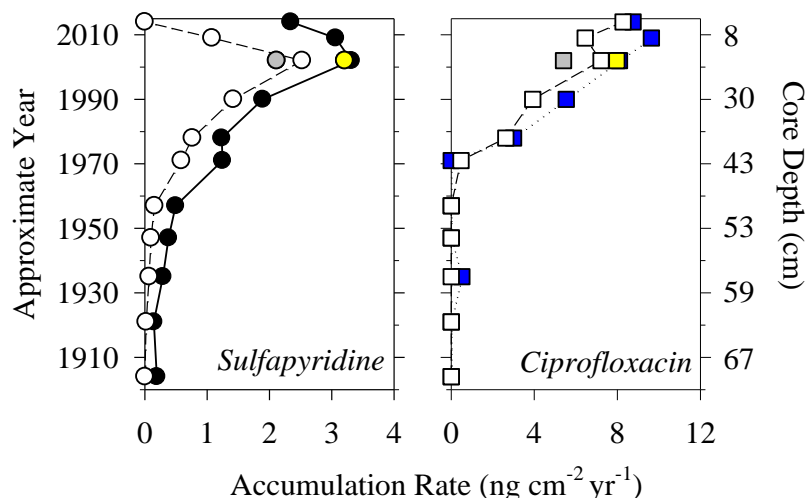 Approximate Year
2010
1990
1970
1950
1930
1910
Sulfapyridine
0 1 2 3 4
Ciprofloxacin
0 4 8 12
8
30
43
53
59
67
Core Depth (cm)
Accumulation Rate (ng cm⁻² yr⁻¹)